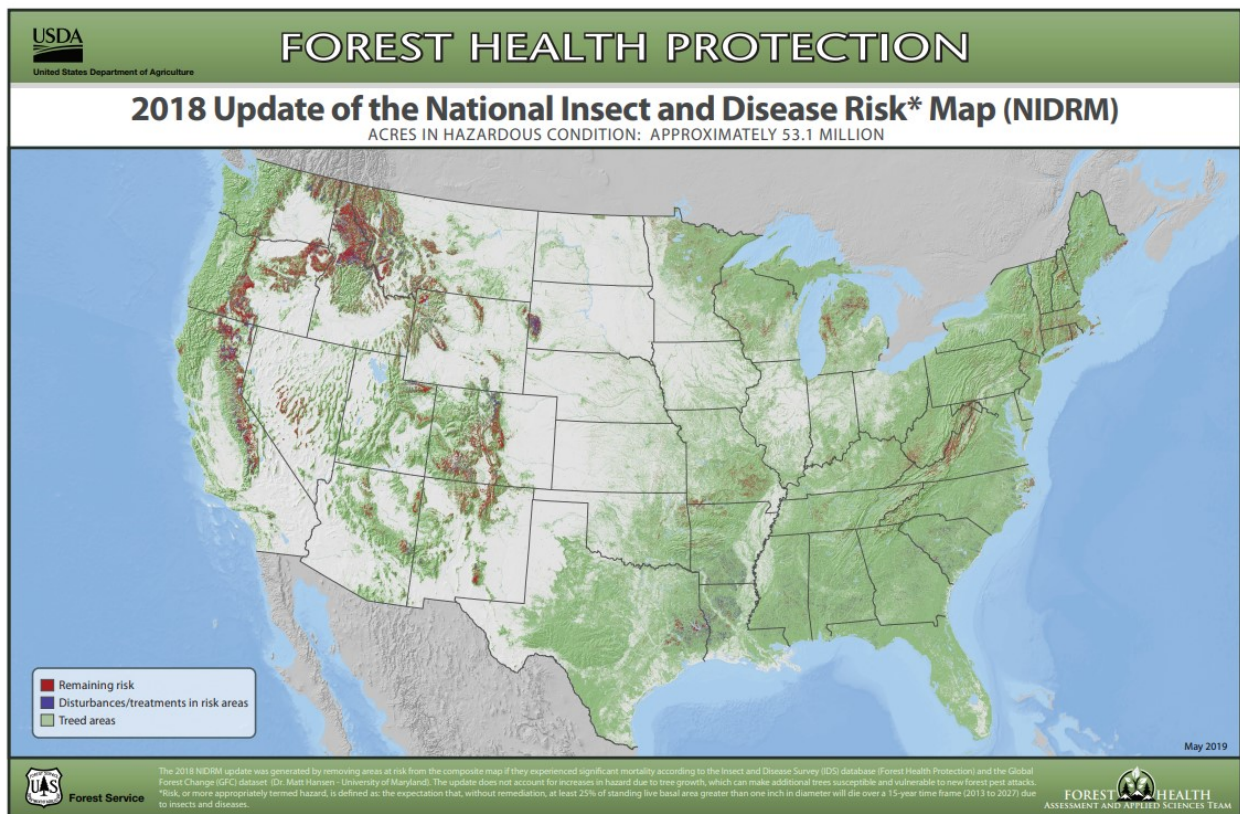 USDA
United States Department of Agriculture
FOREST HEALTH PROTECTION
2018 Update of the National Insect and Disease Risk* Map (NIDRM)
ACRES IN HAZARDOUS CONDITION: APPROXIMATELY 53.1 MILLION
Remaining risk
Disturbances/treatments in risk areas
Treed areas
May 2019
UAS
Forest Service
The 2018 NIDRM update was generated by removing areas at risk from the composite map if they experienced significant mortality according to the Insect and Disease Survey (IDS) database (Forest Health Protection) and the Global
Forest Change (GFC) dataset (Dr. Matt Hansen - University of Maryland). The update does not account for increases in hazard due to tree growth, which can make additional trees susceptible and vulnerable to new forest pest attacks.
*Risk, or more appropriately termed hazard, is defined as: the expectation that, without remediation, at least 25% of standing live basal area greater than one inch in diameter will die over a 15-year time frame (2013 to 2027) due
to insects and diseases.
FOREST HEALTH
ASSESSMENT AND APPLIED SCIENCES TEAM